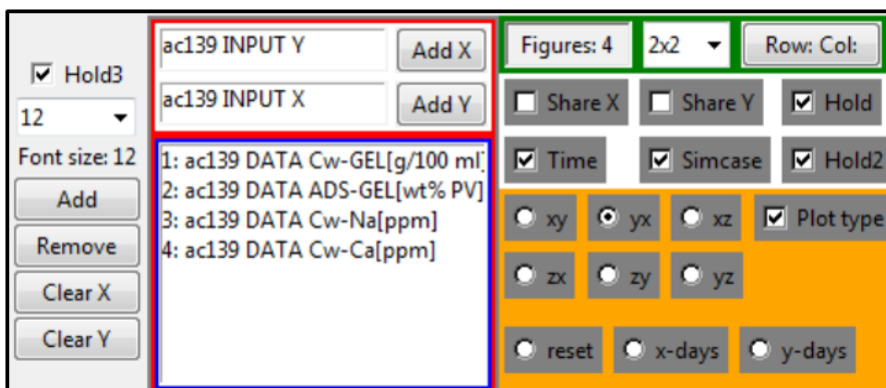 Hold3
12
Font size: 12
Add
Remove
Clear X
Clear Y
ac139 INPUT Y
Add X
ac139 INPUT X
Add Y
1: ac139 DATA Cw-GEL[g/100 ml]
2: ac139 DATA ADS-GEL[wt% PV]
3: ac139 DATA Cw-Na[ppm]
4: ac139 DATA Cw-Ca[ppm]
Figures: 4
2x2
Row: Col:
Share X
Share Y
Hold
Time
Simcase
Hold2
xy
yx
xz
Plot type
zx
zy
yz
reset
x-days
y-days